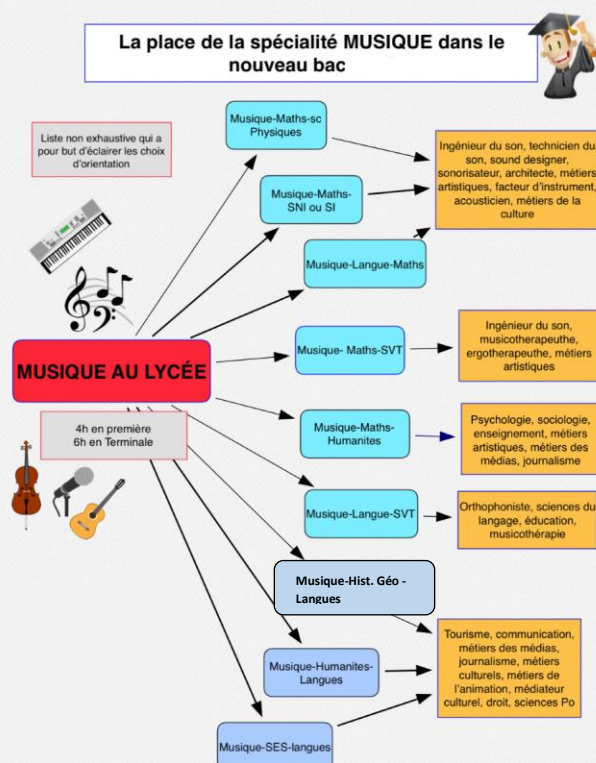 La place de la spécialité MUSIQUE dans le
nouveau bac
Liste non exhaustive qui a
pour but d'éclairer les choix
d'orientation
Musique-Maths-sc
Physiques
Ingénieur du son, technicien du
son, sound designer,
sonorisateur, architecte, métiers
artistiques, facteur d'instrument,
acousticien, métiers de la
culture
Musique-Maths-
SNI ou SI
Musique-Langue-Maths
MUSIQUE AU LYCÉE
Musique- Maths-SVT
Ingénieur du son,
musicotherapeuthe,
ergotherapeuthe, métiers
artistiques
4h en première
6h en Terminale
Musique-Maths-
Humanites
Psychologie, sociologie,
enseignement, métiers
artistiques, métiers des
médias, journalisme
Musique-Langue-SVT
Orthophoniste, sciences du
langage, éducation,
musicothérapie
Musique-Hist. Géo -
Langues
Musique-Humanites-
Langues
Tourisme, communication,
métiers des médias,
journalisme, métiers
culturels, métiers de
l'animation, médiateur
culturel, droit, sciences Po
Musique-SES-langues